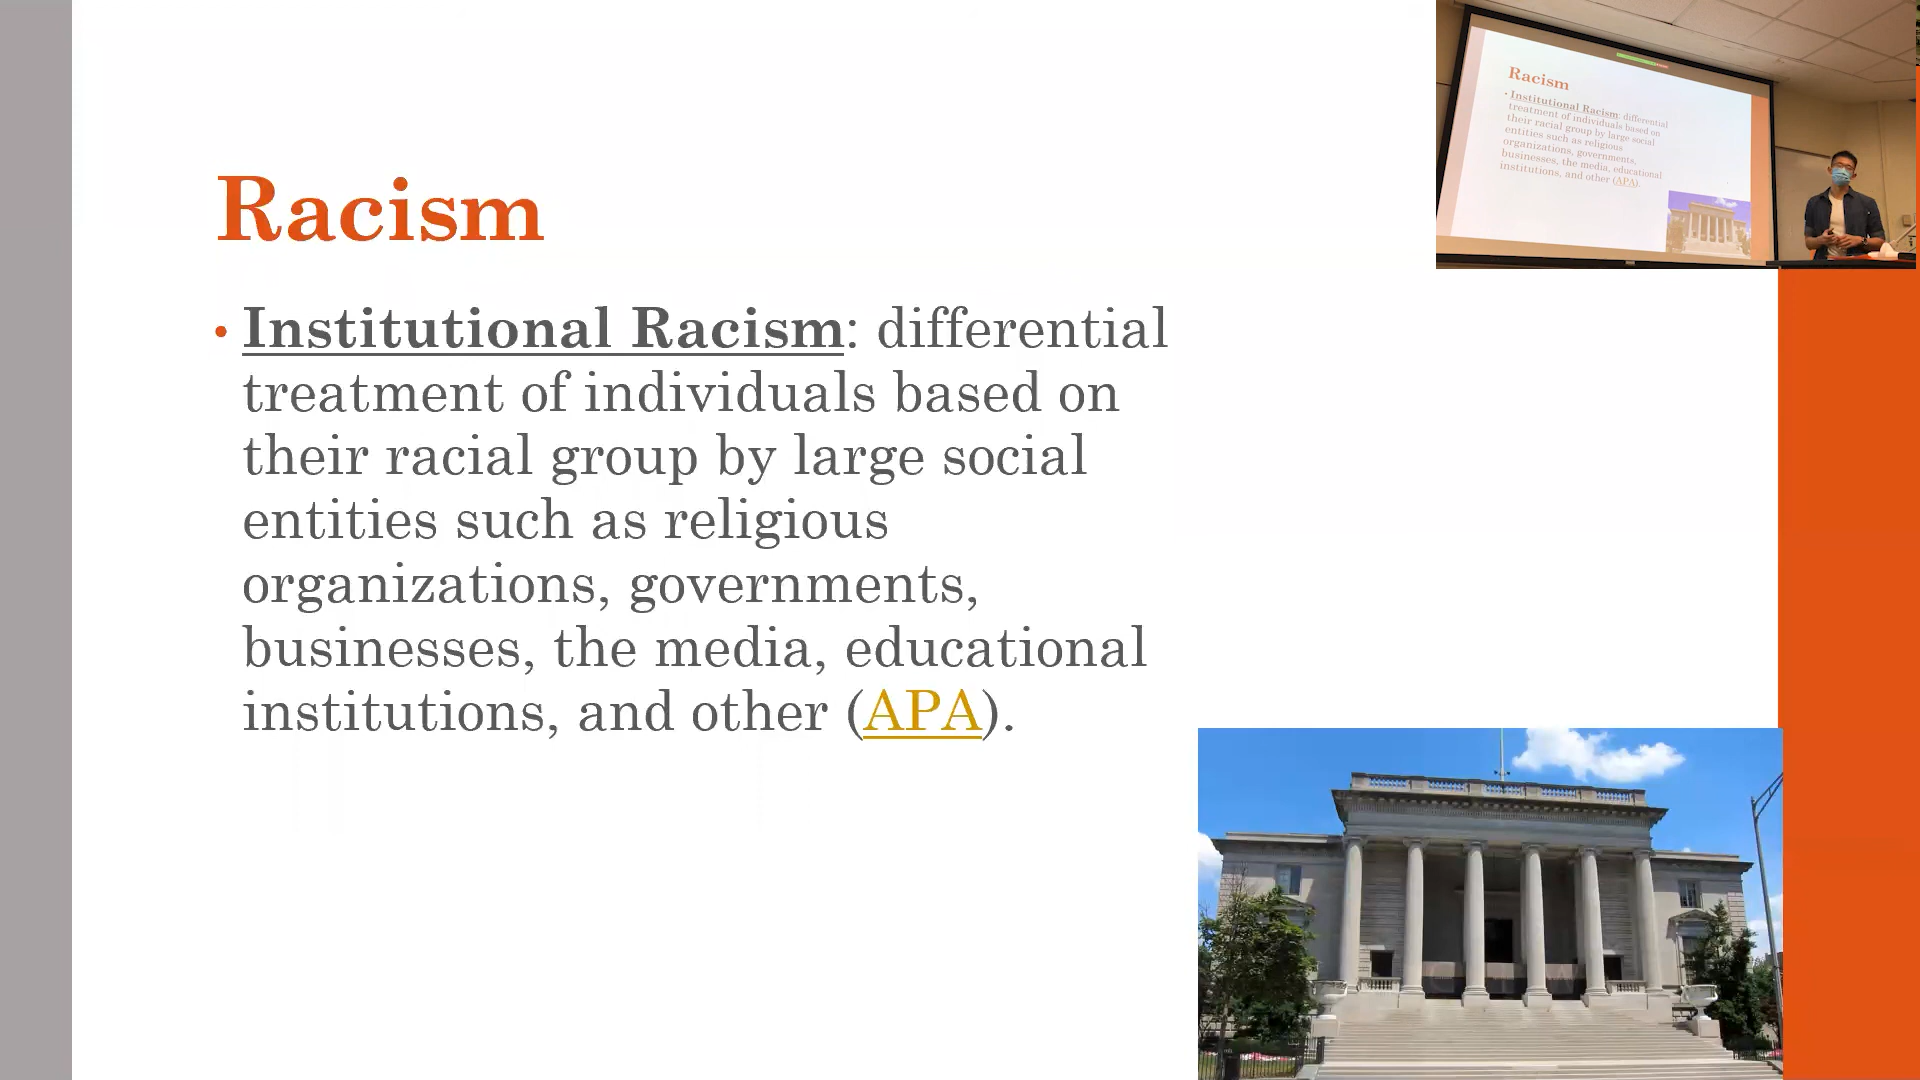 Racism
• Institutional Racism: differential
treatment of individuals based on
their racial group by large social
entities such as religious
organizations, governments,
businesses, the media, educational
institutions, and other (APA).
Racism
• Institutional Racism: differential
treatment of individuals based on
their racial group by large social
entities such as religious
organizations, governments,
businesses, the media, educational
institutions, and other (APA).